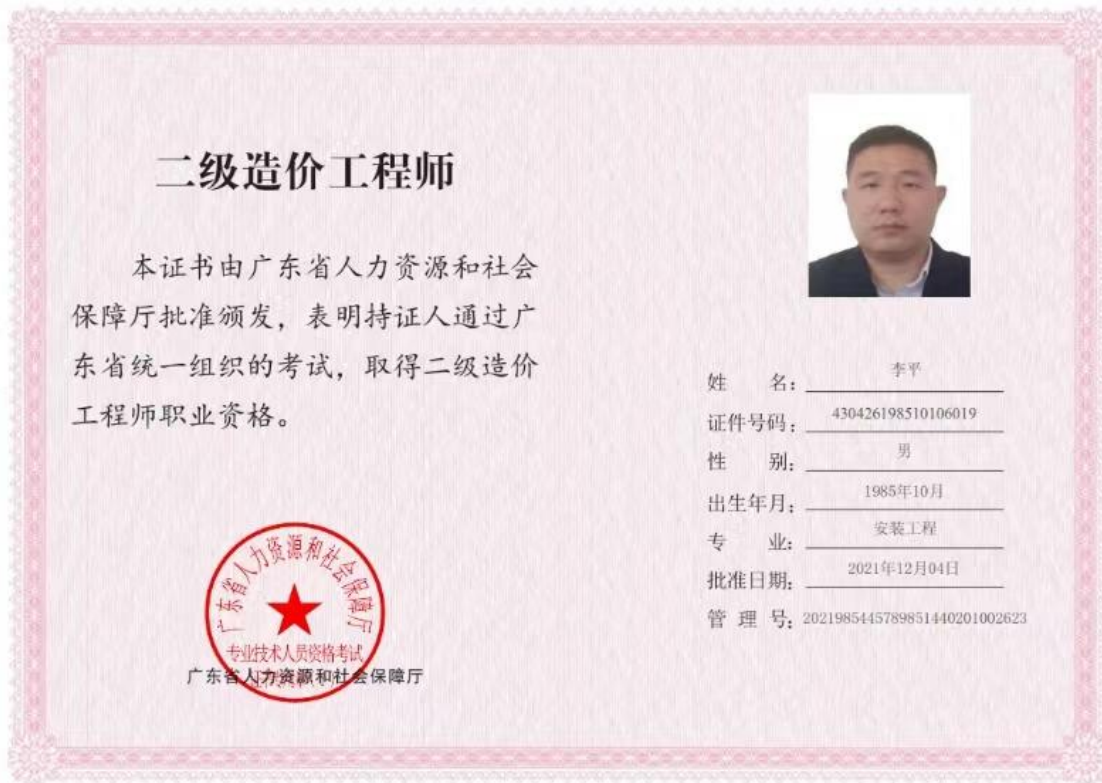 二级造价工程师
本证书由广东省人力资源和社会
保障厅批准颁发，表明持证人通过广
东省统一组织的考试，取得二级造价
工程师职业资格。
姓 名：李平
证件号码：430426198510106019
性 别：男
出生年月：1985年10月
专 业：安装工程
批准日期：2021年12月04日
管 理 号：2021985445789851440201002623
广东省人力资源和社会保障厅
专业技术人员资格考试
广东省人力资源和社会保障厅